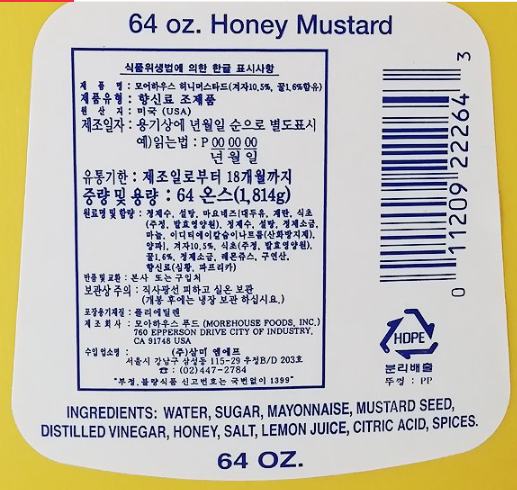 64 oz. Honey Mustard
식품위생법에 의한 한글 표시사항
제 품 명 : 모어하우스 허니머스타드(겨자10.5%, 꿀1.6%함유)
제품유형 : 향신료 조제품
원 산 지 : 미국 (USA)
제조일자 : 용기상에 년월일 순으로 별도표시
예)읽는법 : P 00 00 00
년 월 일
유통기한 : 제조일로부터 18개월까지
중량 및 용량 : 64 온스(1,814g)
원료명 및 함량 : 정제수, 설탕, 마요네즈(대두유, 계란, 식초
(주정, 발효영양원), 정제수, 설탕, 정제소금,
마늘, 이디티에이칼슘이나트륨(산화방지제),
양파), 겨자10.5%, 식초(주정, 발효영양원),
꿀1.6%, 정제소금, 레몬쥬스, 구연산,
향신료(심황, 파프리카)
반품 및 교환 : 본사 또는 구입처
보관상 주의 : 직사광선 피하고 실온 보관
(개봉 후에는 냉장 보관 하십시요.)
포장용기재질 : 폴리에틸렌
제 조 회 사 : 모아하우스 푸드 (MOREHOUSE FOODS, INC.)
760 EPPERSON DRIVE CITY OF INDUSTRY,
CA 91748 USA
수입 업소명 : (주)삼미 엠에프
서울시 강남구 삼성동 115-29 우정B/D 203호
☎ : (02)447-2784
"부정,불량식품 신고번호는 국번없이 1399"
0 11209 22264 3
HDPE
분리배출
뚜껑 : PP
INGREDIENTS: WATER, SUGAR, MAYONNAISE, MUSTARD SEED,
DISTILLED VINEGAR, HONEY, SALT, LEMON JUICE, CITRIC ACID, SPICES.
64 OZ.